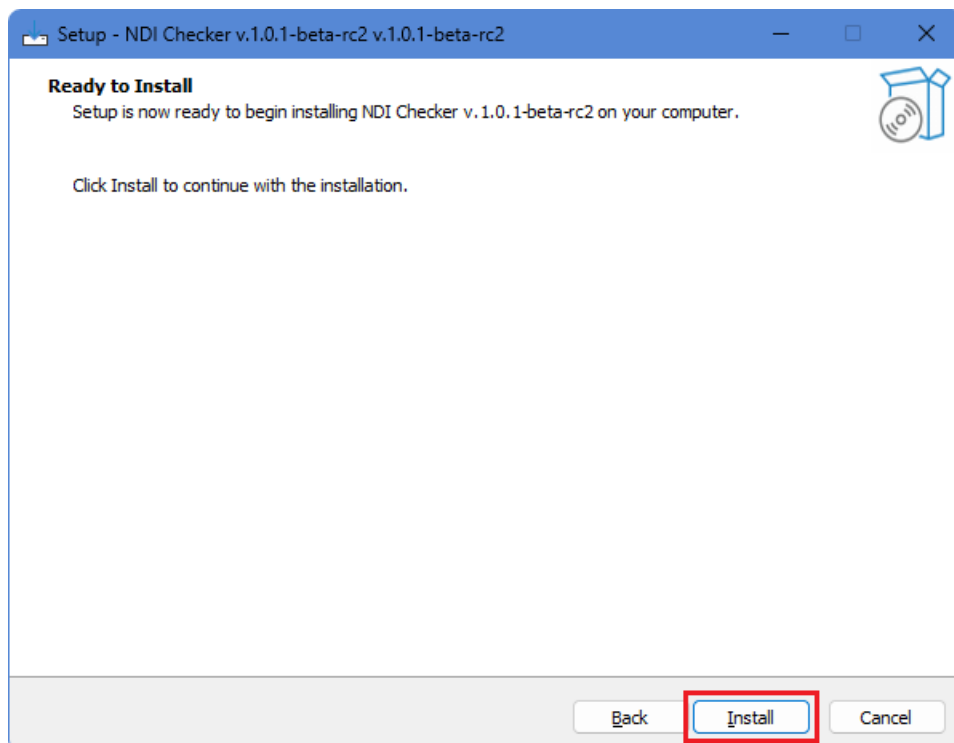 Setup - NDI Checker v.1.0.1-beta-rc2 v.1.0.1-beta-rc2
Ready to Install
Setup is now ready to begin installing NDI Checker v.1.0.1-beta-rc2 on your computer.
Click Install to continue with the installation.
Back Install Cancel